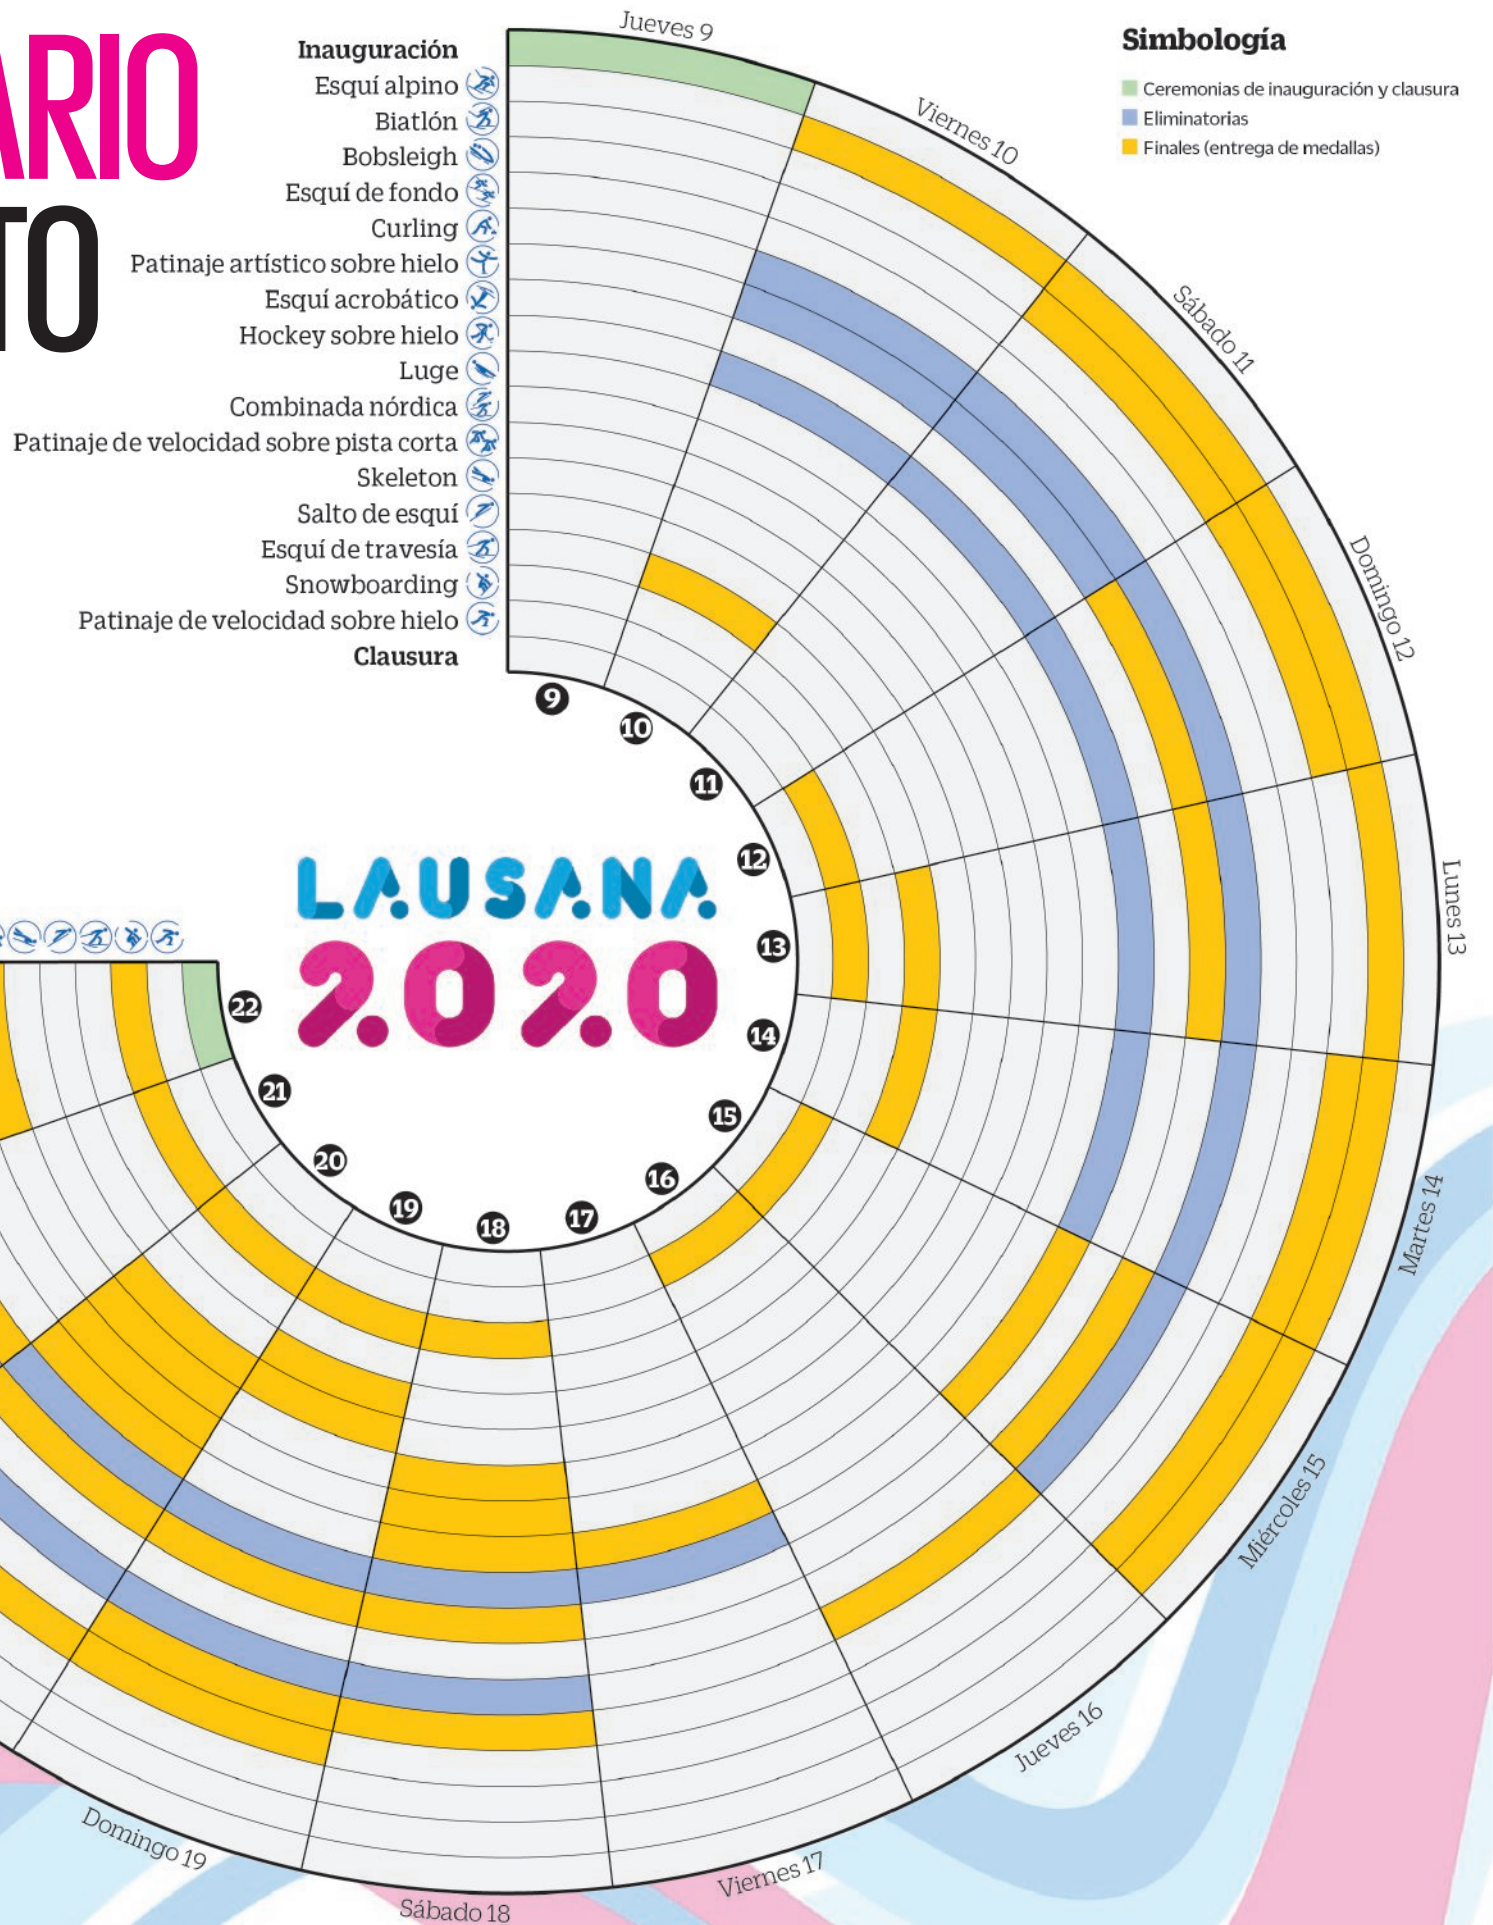 ARIO
TO
Inauguración
Esquí alpino
Biatlón
Bobsleigh
Esquí de fondo
Curling
Patinaje artístico sobre hielo
Esquí acrobático
Hockey sobre hielo
Luge
Combinada nórdica
Patinaje de velocidad sobre pista corta
Skeleton
Salto de esquí
Esquí de travesía
Snowboarding
Patinaje de velocidad sobre hielo
Clausura
Simbología
Ceremonias de inauguración y clausura
Eliminatorias
Finales (entrega de medallas)
Jueves 9
Viernes 10
Sábado 11
Domingo 12
Lunes 13
Martes 14
Miércoles 15
Jueves 16
Viernes 17
Sábado 18
Domingo 19
9
10
11
12
13
14
15
16
17
18
19
20
21
22
LAUSANA
2020